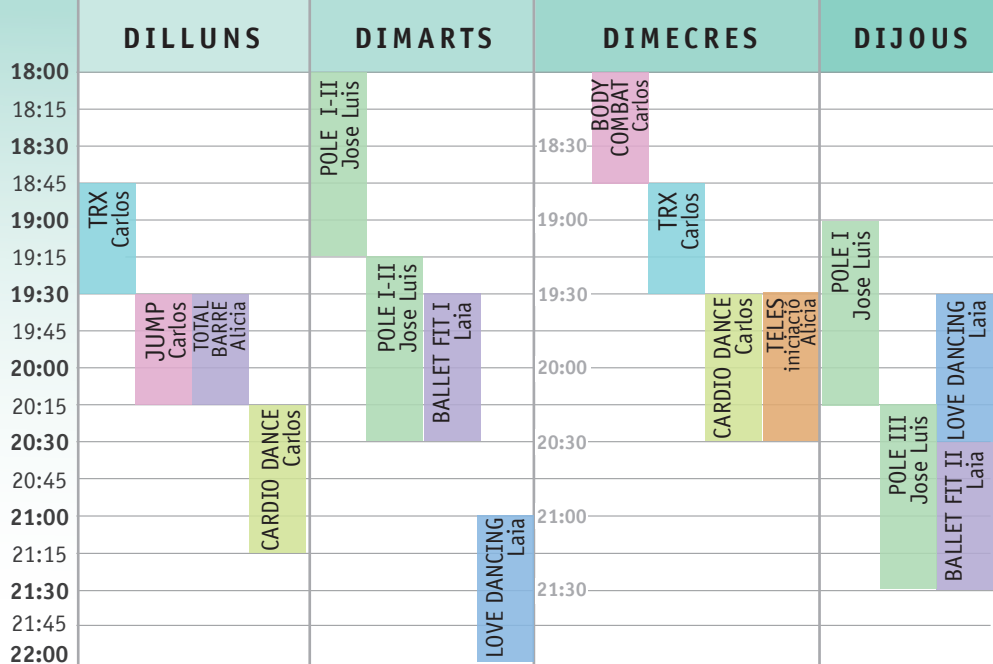 DILLUNS
DIMARTS
DIMECRES
DIJOUS
18:00
18:15
18:30
18:45
19:00
19:15
19:30
19:45
20:00
20:15
20:30
20:45
21:00
21:15
21:30
21:45
22:00
TRX
Carlos
JUMP
Carlos
TOTAL
BARRE
Alicia
CARDIO DANCE
Carlos
POLE I-II
Jose Luis
POLE I-II
Jose Luis
BALLET FIT I
Laia
LOVE DANCING
Laia
18:30
19:00
19:30
20:00
20:30
21:00
21:30
BODY
COMBAT
Carlos
TRX
Carlos
CARDIO DANCE
Carlos
TELES
iniciació
Alicia
POLE I
Jose Luis
POLE III
Jose Luis
LOVE DANCING
Laia
BALLET FIT II
Laia